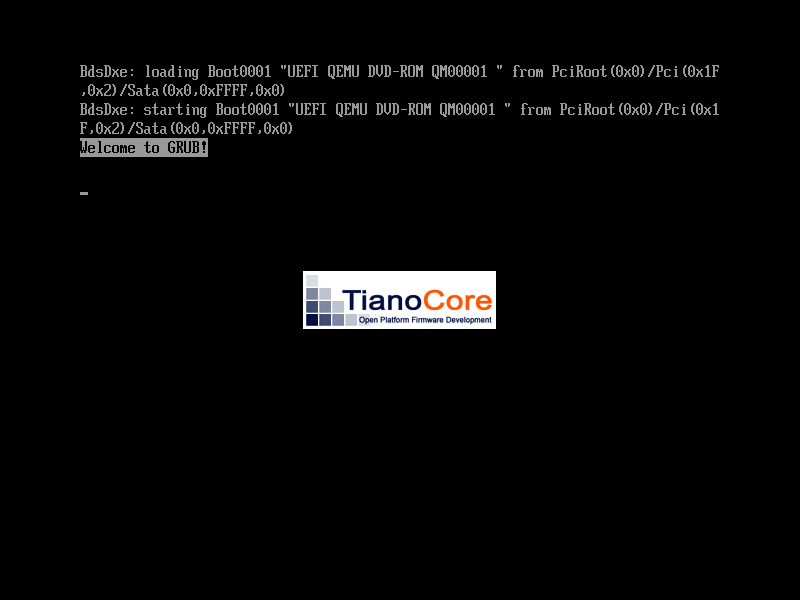 BdsDxe: loading Boot0001 "UEFI QEMU DVD-ROM QM00001 " from PciRoot(0x0)/Pci(0x1F
,0x2)/Sata(0x0,0xFFFF,0x0)
BdsDxe: starting Boot0001 "UEFI QEMU DVD-ROM QM00001 " from PciRoot(0x0)/Pci(0x1
F,0x2)/Sata(0x0,0xFFFF,0x0)
Welcome to GRUB!
TianoCore
Open Platform Firmware Development